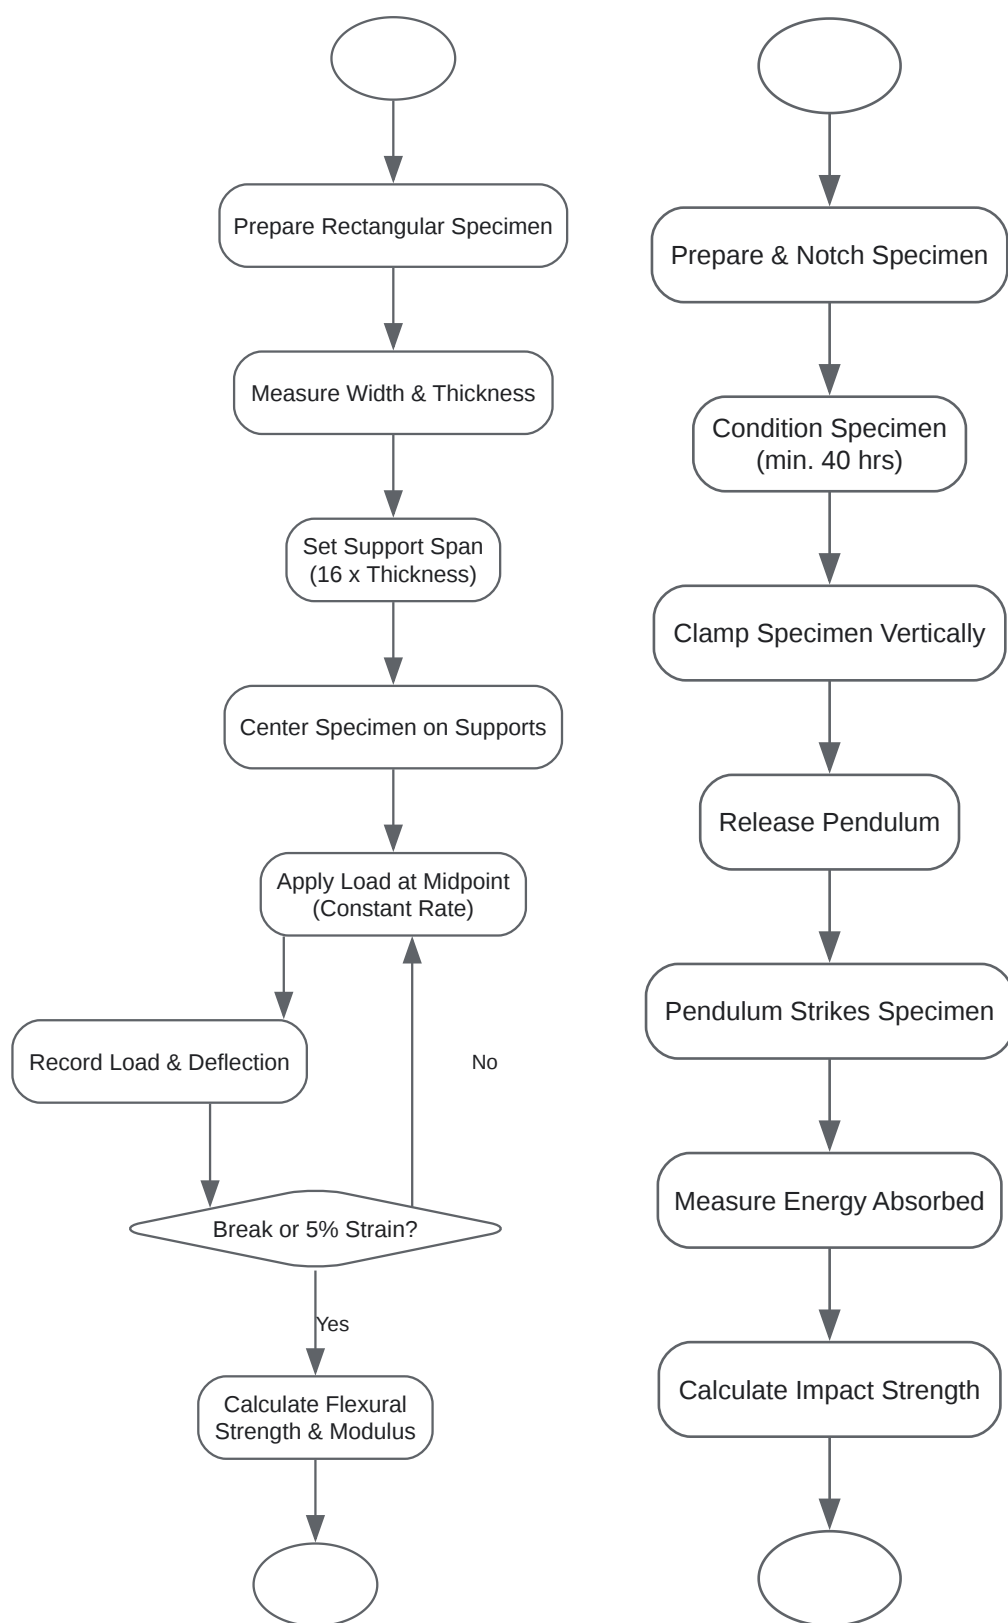 Prepare Rectangular Specimen
Measure Width & Thickness
Set Support Span
(16 x Thickness)
Center Specimen on Supports
Apply Load at Midpoint
(Constant Rate)
Record Load & Deflection
No
Break or 5% Strain?
Yes
Calculate Flexural
Strength & Modulus
Prepare & Notch Specimen
Condition Specimen
(min. 40 hrs)
Clamp Specimen Vertically
Release Pendulum
Pendulum Strikes Specimen
Measure Energy Absorbed
Calculate Impact Strength